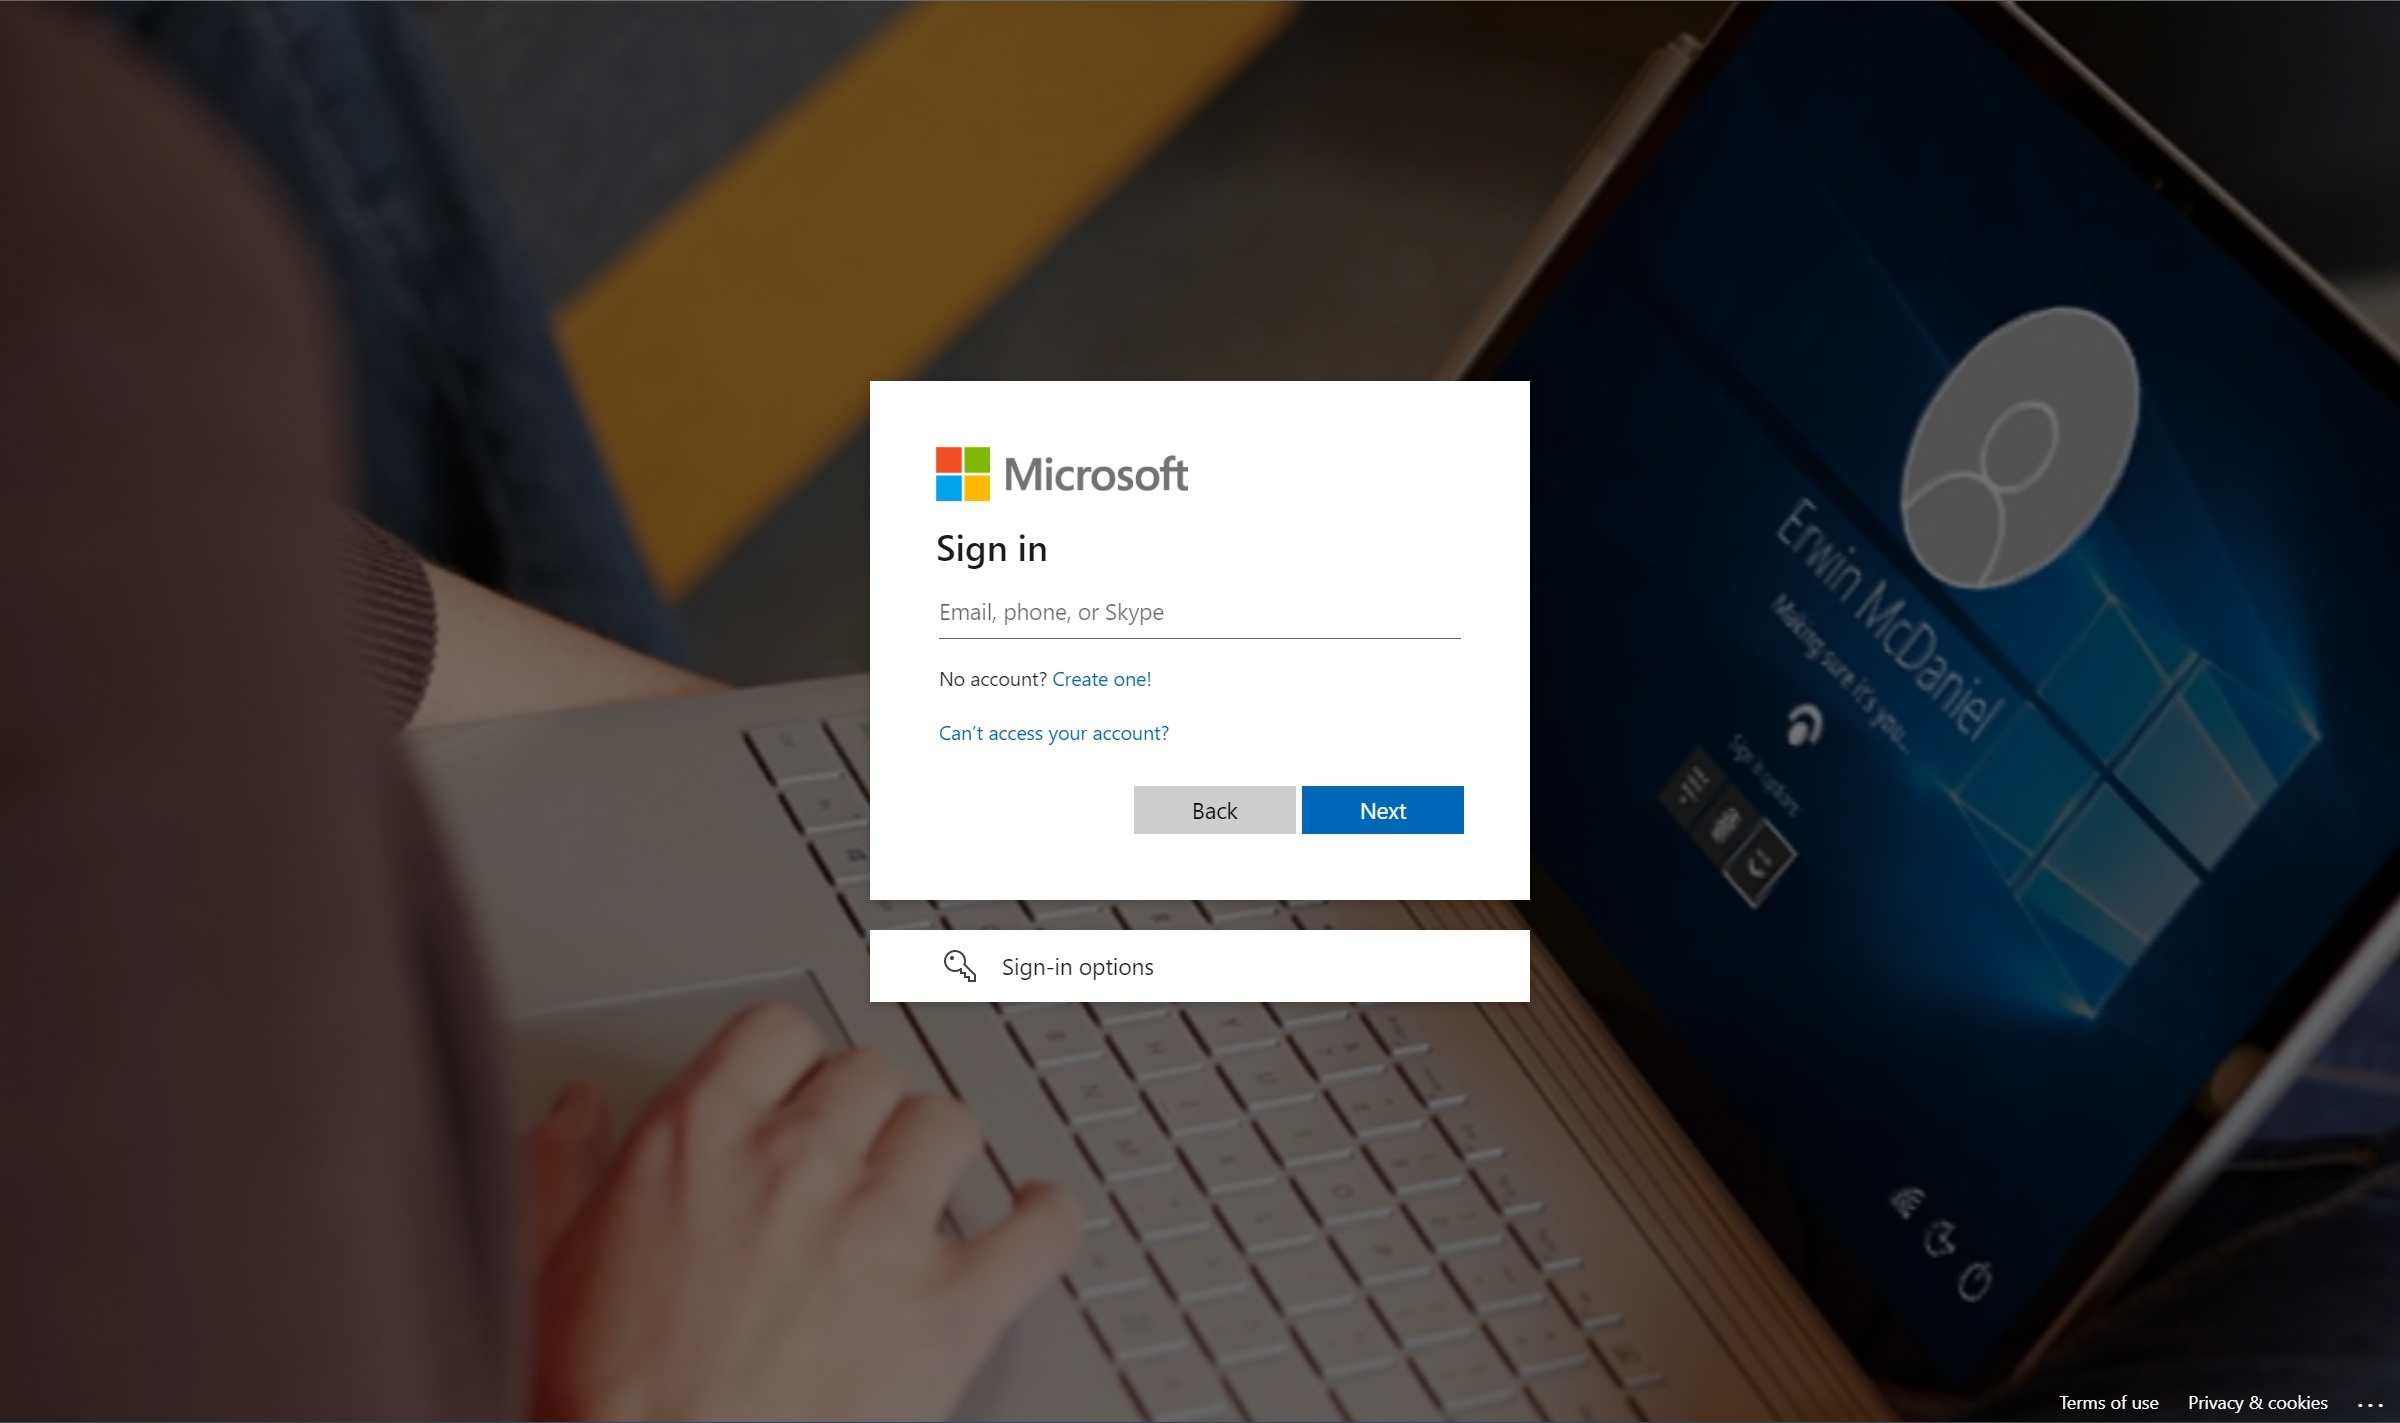 Microsoft
Sign in
Email, phone, or Skype
No account? Create one!
Can't access your account?
Back
Next
Sign-in options
Erwin McDaniel
Making sure it's you...
Sign in options
Terms of use
Privacy & cookies
...